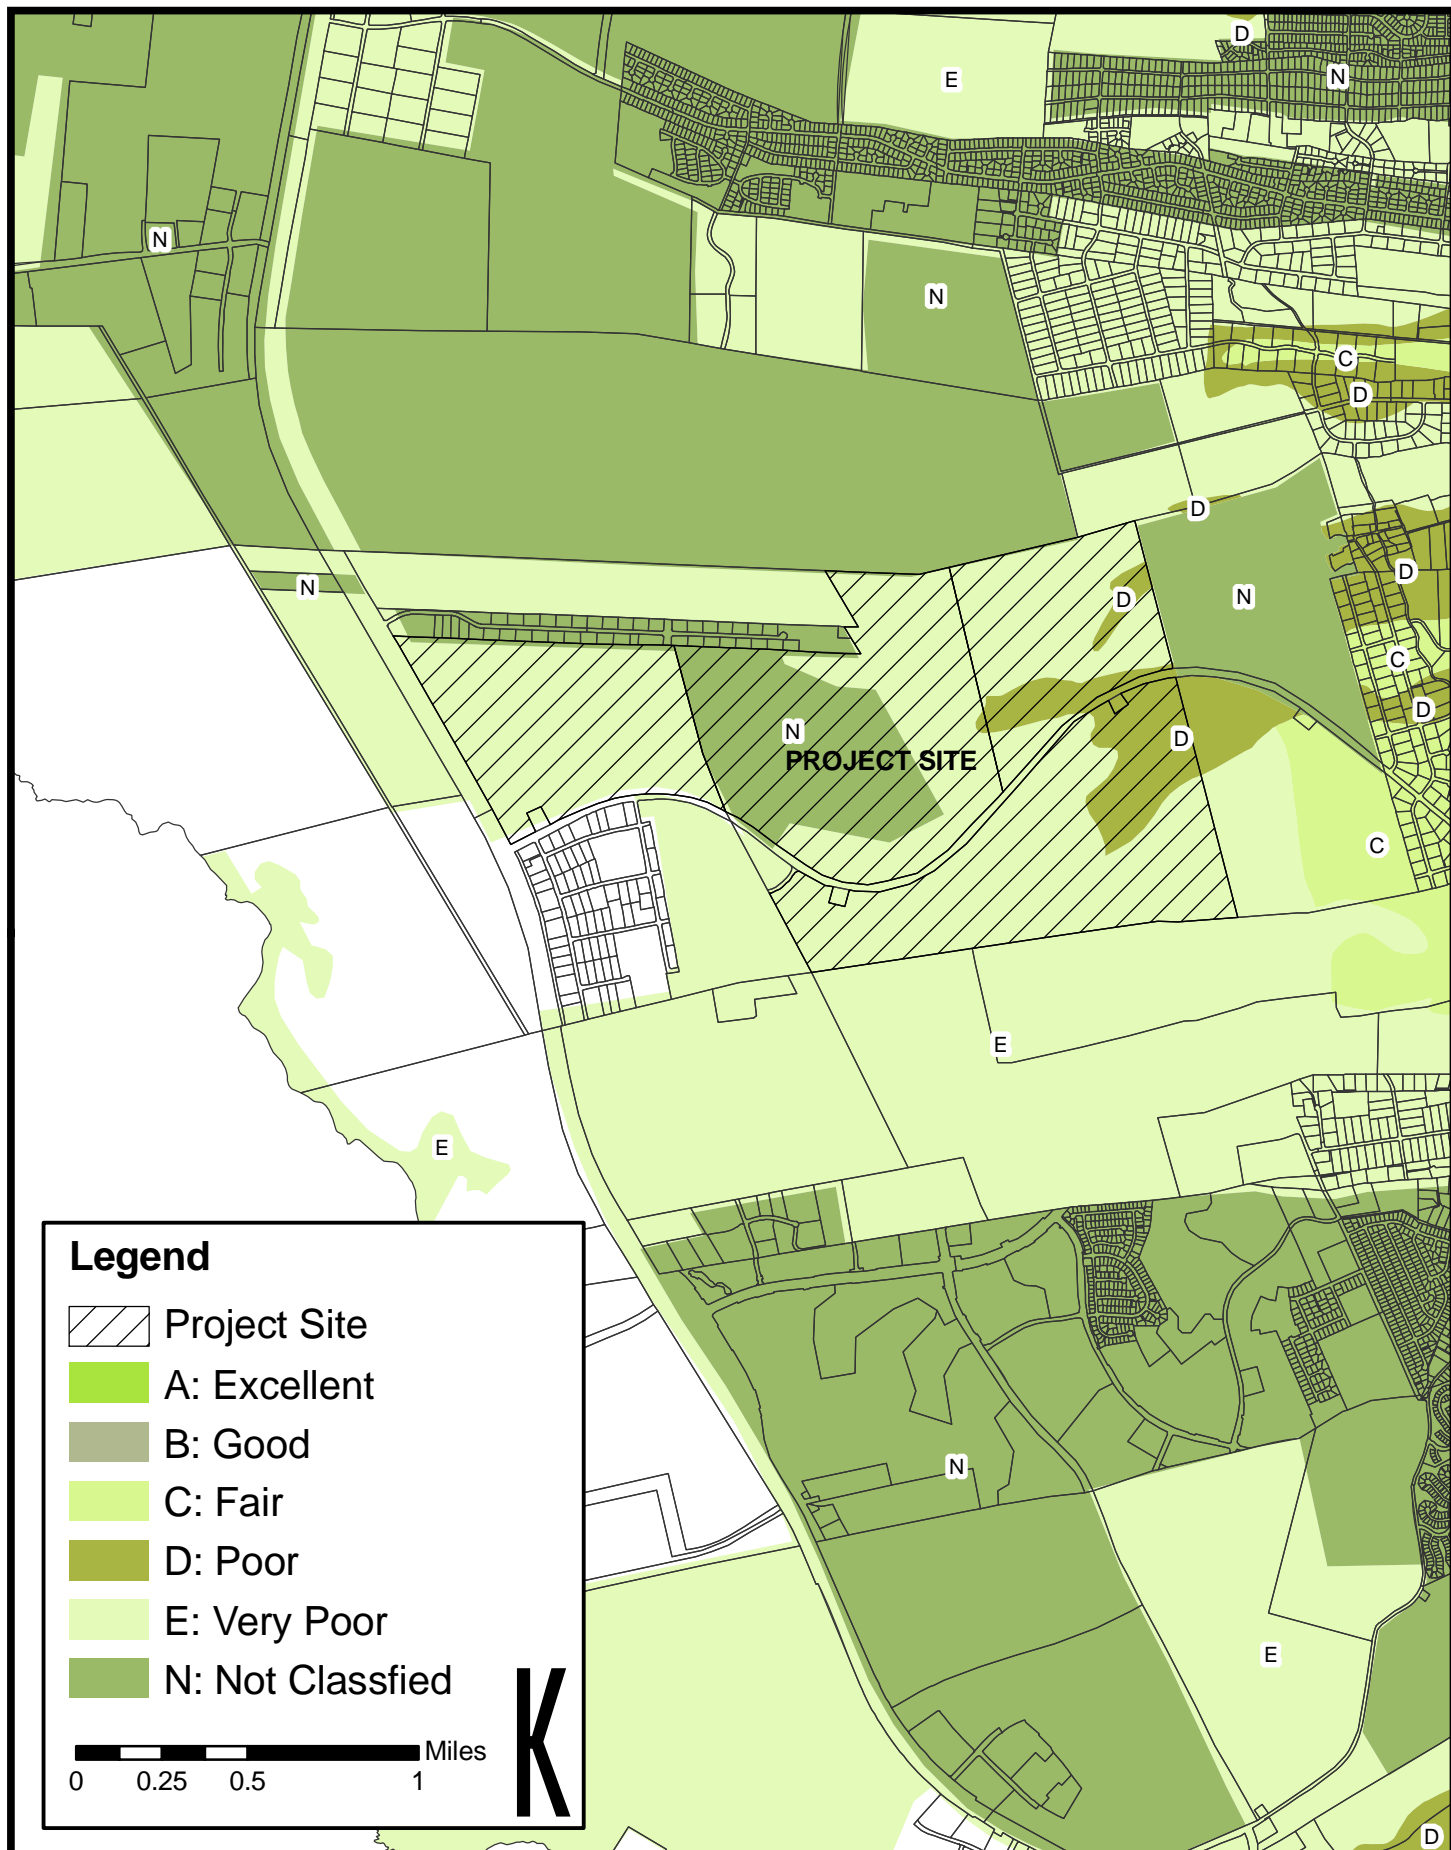 D
N
E
N
N
C
D
D
D
N
D
N
C
D
N
D
PROJECT SITE
C
E
E
N
E
D
Legend
Project Site
A: Excellent
B: Good
C: Fair
D: Poor
E: Very Poor
N: Not Classfied
Miles
0 0.25 0.5 1
K